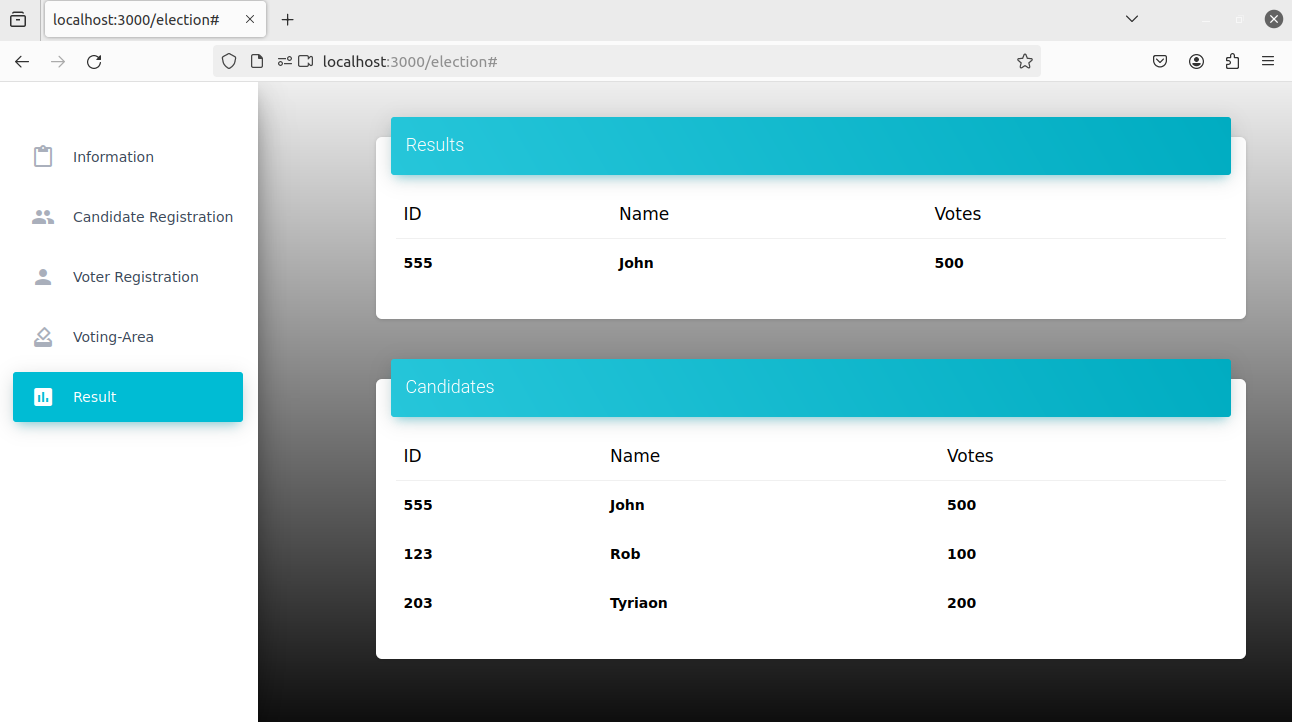 localhost:3000/election#
localhost:3000/election#
Information
Candidate Registration
Voter Registration
Voting-Area
Result
Results
ID Name Votes
555 John 500
Candidates
ID Name Votes
555 John 500
123 Rob 100
203 Tyriaon 200